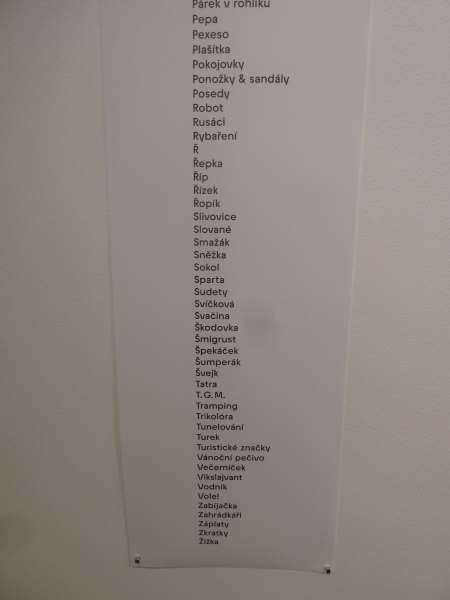 Párek v rohlíku
Pepa
Pexeso
Plašítka
Pokojovky
Ponožky & sandály
Posedy
Robot
Rusáci
Rybaření
Ř
Řepka
Říp
Řízek
Řopík
Slivovice
Slované
Smažák
Sněžka
Sokol
Sparta
Sudety
Svíčková
Svačina
Škodovka
Šmigrust
Špekáček
Šumperák
Švejk
Tatra
T.G.M.
Tramping
Trikolóra
Tunelování
Turek
Turistické značky
Vánoční pečivo
Večerníček
Vikslajvant
Vodník
Vole!
Zabíjačka
Zahrádkáři
Záplaty
Zkratky
Žižka